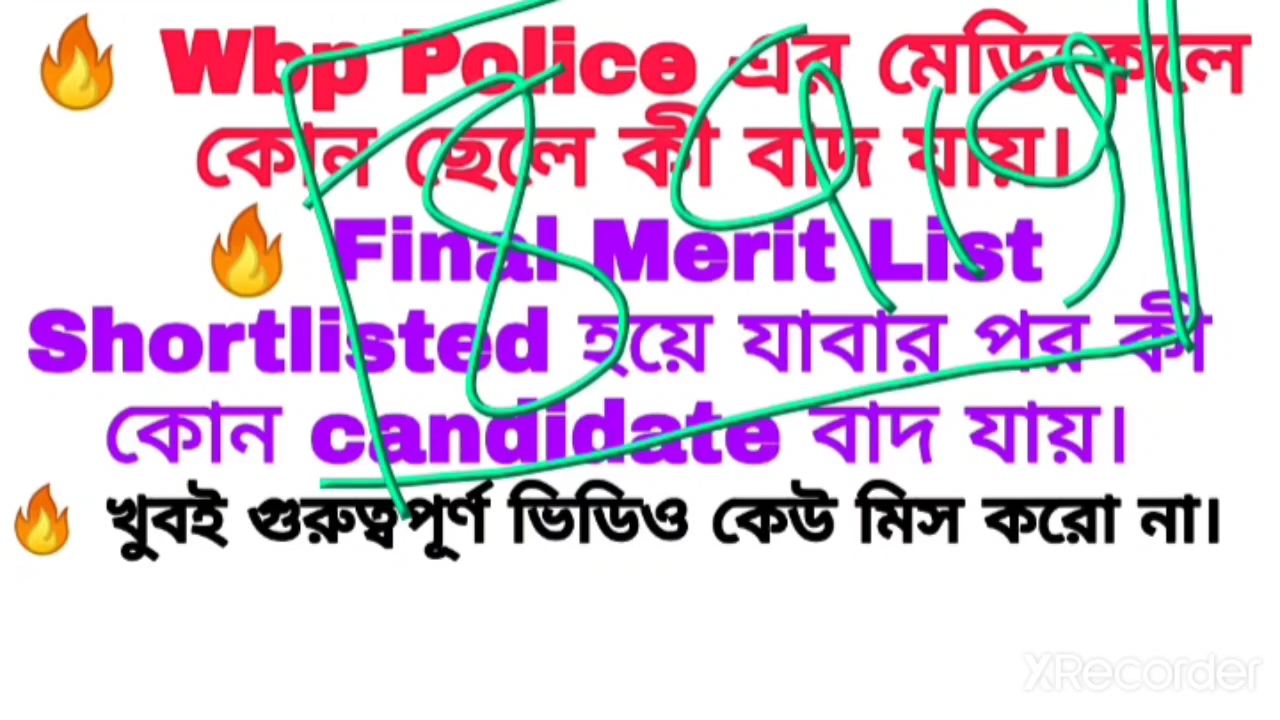 🔥 Wbp Police এর মেডিকেলে
কোন ছেলে কী বাদ যায়।
🔥 Final Merit List
Shortlisted হয়ে যাবার পর কী
কোন candidate বাদ যায়।
🔥 খুবই গুরুত্বপূর্ণ ভিডিও কেউ মিস করো না।
XRecorder